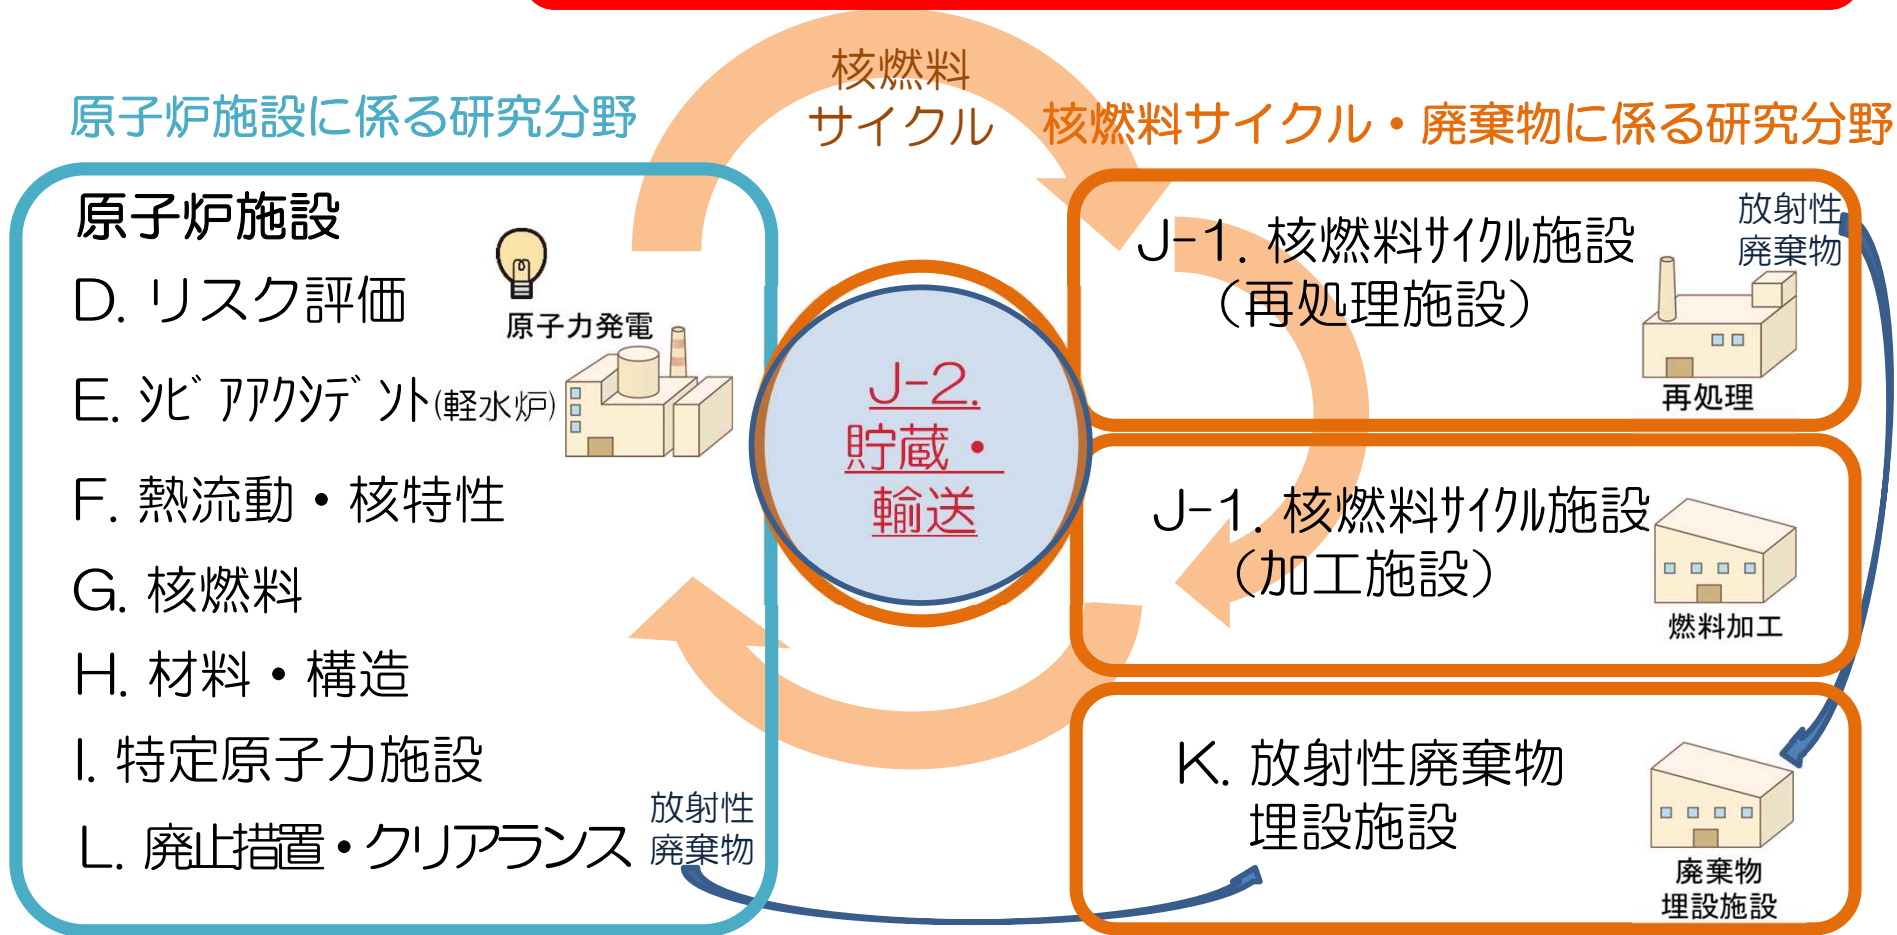 核燃料
サイクル
原子炉施設に係る研究分野
核燃料サイクル・廃棄物に係る研究分野
原子炉施設
D. リスク評価
原子力発電
E. ｼﾋﾞｱｱｸｼﾃﾞﾝﾄ(軽水炉)
F. 熱流動・核特性
G. 核燃料
H. 材料・構造
I. 特定原子力施設
L. 廃止措置・クリアランス
放射性
廃棄物
J-2.
貯蔵・
輸送
J-1. 核燃料ｻｲｸﾙ施設
（再処理施設）
放射性
廃棄物
再処理
J-1. 核燃料ｻｲｸﾙ施設
（加工施設）
燃料加工
K. 放射性廃棄物
埋設施設
廃棄物
埋設施設